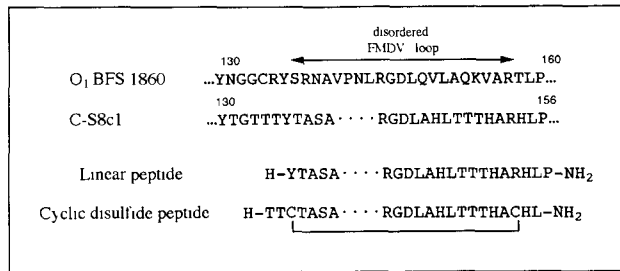 disordered
FMDV loop
130 160
O₁ BFS 1860 ...YNGGCRYSRNAVPNLRGDLQVLAQKVARTLP...
130 156
C-S8c1 ...YTGTTTYTASA····RGDLAHLTTTHARHLP...
Linear peptide H-YTASA····RGDLAHLTTTHARHLP-NH₂
Cyclic disulfide peptide H-TTCTASA····RGDLAHLTTTHACHL-NH₂